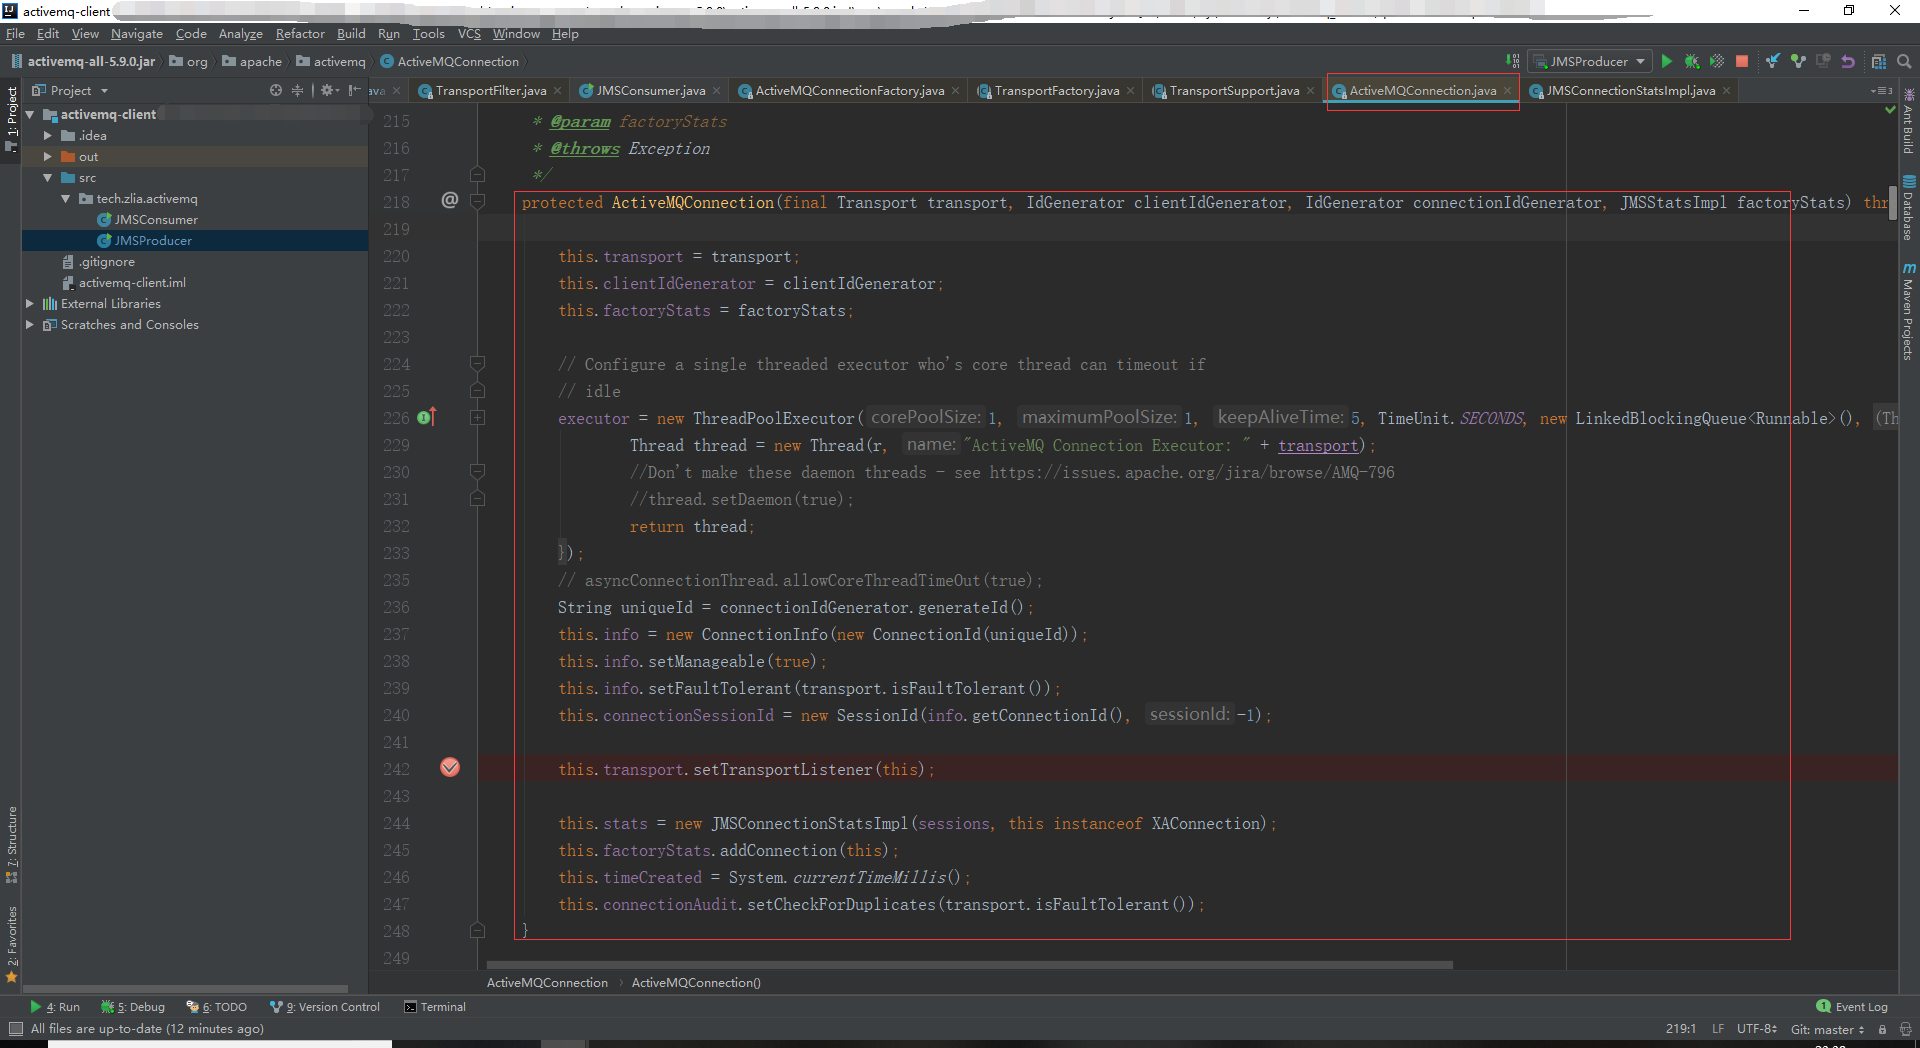 activemq-client
File Edit View Navigate Code Analyze Refactor Build Run Tools VCS Window Help
activemq-all-5.9.0.jar org apache activemq ActiveMQConnection JMSProducer
Project
ava TransportFilter.java JMSConsumer.java ActiveMQConnectionFactory.java TransportFactory.java TransportSupport.java ActiveMQConnection.java JMSConnectionStatsImpl.java 3
1: Project
7: Structure
2: Favorites
activemq-client
.idea
out
src
tech.zlia.activemq
JMSConsumer
JMSProducer
.gitignore
activemq-client.iml
External Libraries
Scratches and Consoles
215 * @param factoryStats
216 * @throws Exception
217 */
218 @ protected ActiveMQConnection(final Transport transport, IdGenerator clientIdGenerator, IdGenerator connectionIdGenerator, JMSStatsImpl factoryStats) thr
219
220 this.transport = transport;
221 this.clientIdGenerator = clientIdGenerator;
222 this.factoryStats = factoryStats;
223
224 // Configure a single threaded executor who's core thread can timeout if
225 // idle
226 executor = new ThreadPoolExecutor( corePoolSize: 1, maximumPoolSize: 1, keepAliveTime: 5, TimeUnit.SECONDS, new LinkedBlockingQueue<Runnable>(), (Th
229 Thread thread = new Thread(r, name: "ActiveMQ Connection Executor: " + transport);
230 //Don't make these daemon threads - see https://issues.apache.org/jira/browse/AMQ-796
231 //thread.setDaemon(true);
232 return thread;
233 });
235 // asyncConnectionThread.allowCoreThreadTimeOut(true);
236 String uniqueId = connectionIdGenerator.generateId();
237 this.info = new ConnectionInfo(new ConnectionId(uniqueId));
238 this.info.setManageable(true);
239 this.info.setFaultTolerant(transport.isFaultTolerant());
240 this.connectionSessionId = new SessionId(info.getConnectionId(), sessionId: -1);
241
242 this.transport.setTransportListener(this);
243
244 this.stats = new JMSConnectionStatsImpl(sessions, this instanceof XAConnection);
245 this.factoryStats.addConnection(this);
246 this.timeCreated = System.currentTimeMillis();
247 this.connectionAudit.setCheckForDuplicates(transport.isFaultTolerant());
248 }
249
Ant Build
Database
Maven Projects
ActiveMQConnection ActiveMQConnection()
4: Run 5: Debug 6: TODO 9: Version Control Terminal 1 Event Log
All files are up-to-date (12 minutes ago) 219:1 LF UTF-8 Git: master